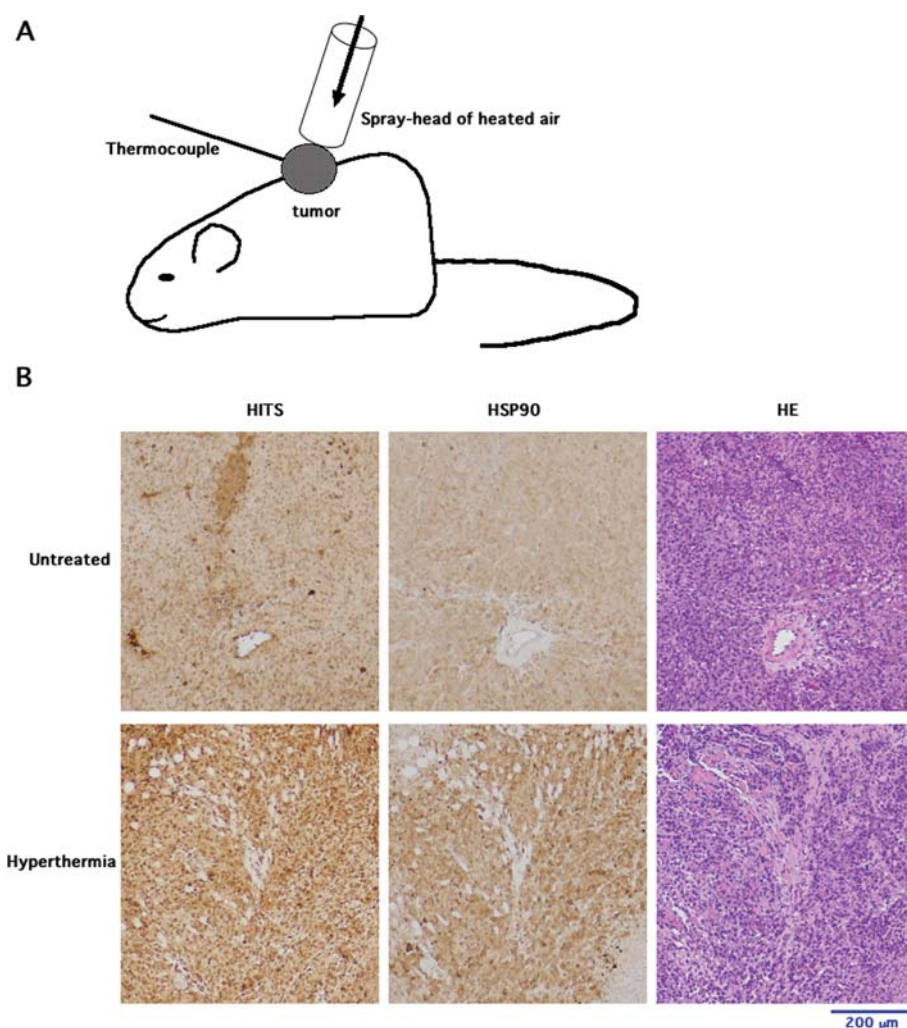 A
Spray-head of heated air
Thermocouple
tumor
B
HITS
HSP90
HE
Untreated
Hyperthermia
200 µm